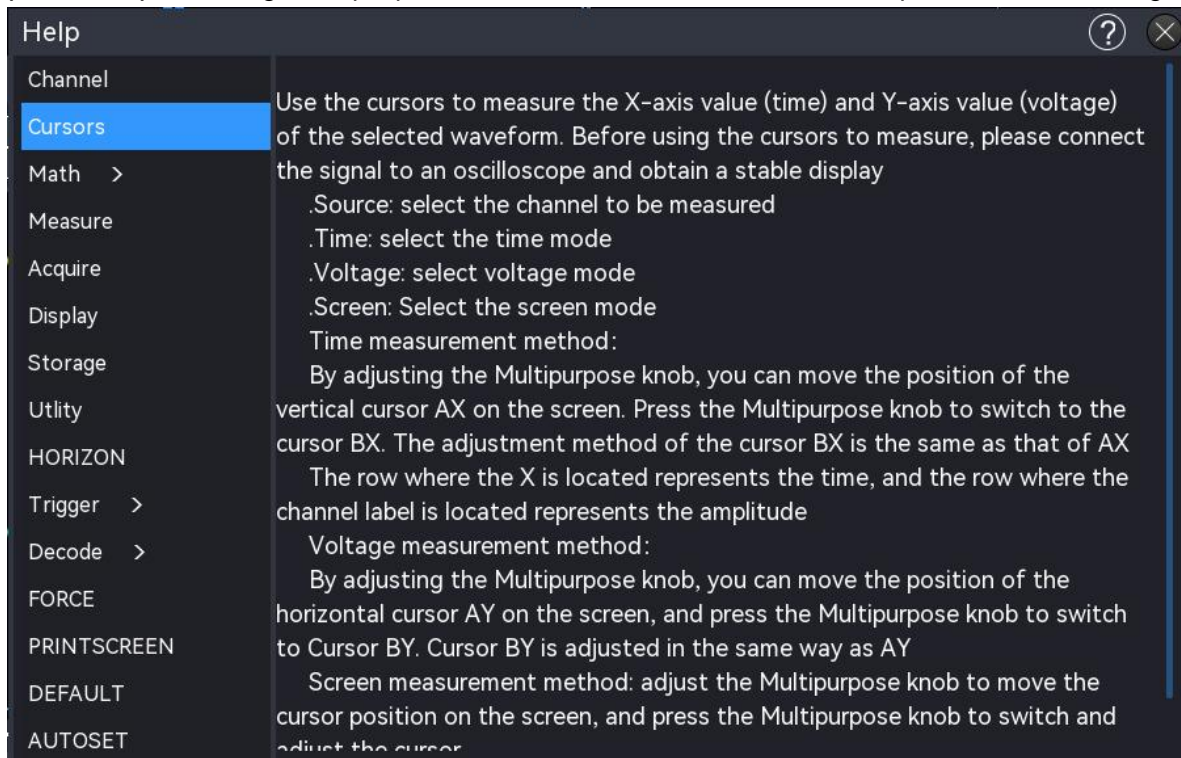 Help
?
Channel
Cursors
Math >
Measure
Acquire
Display
Storage
Utlity
HORIZON
Trigger >
Decode >
FORCE
PRINTSCREEN
DEFAULT
AUTOSET
Use the cursors to measure the X-axis value (time) and Y-axis value (voltage)
of the selected waveform. Before using the cursors to measure, please connect
the signal to an oscilloscope and obtain a stable display
.Source: select the channel to be measured
.Time: select the time mode
.Voltage: select voltage mode
.Screen: Select the screen mode
Time measurement method:
By adjusting the Multipurpose knob, you can move the position of the
vertical cursor AX on the screen. Press the Multipurpose knob to switch to the
cursor BX. The adjustment method of the cursor BX is the same as that of AX
The row where the X is located represents the time, and the row where the
channel label is located represents the amplitude
Voltage measurement method:
By adjusting the Multipurpose knob, you can move the position of the
horizontal cursor AY on the screen, and press the Multipurpose knob to switch
to Cursor BY. Cursor BY is adjusted in the same way as AY
Screen measurement method: adjust the Multipurpose knob to move the
cursor position on the screen, and press the Multipurpose knob to switch and
adjust the cursor